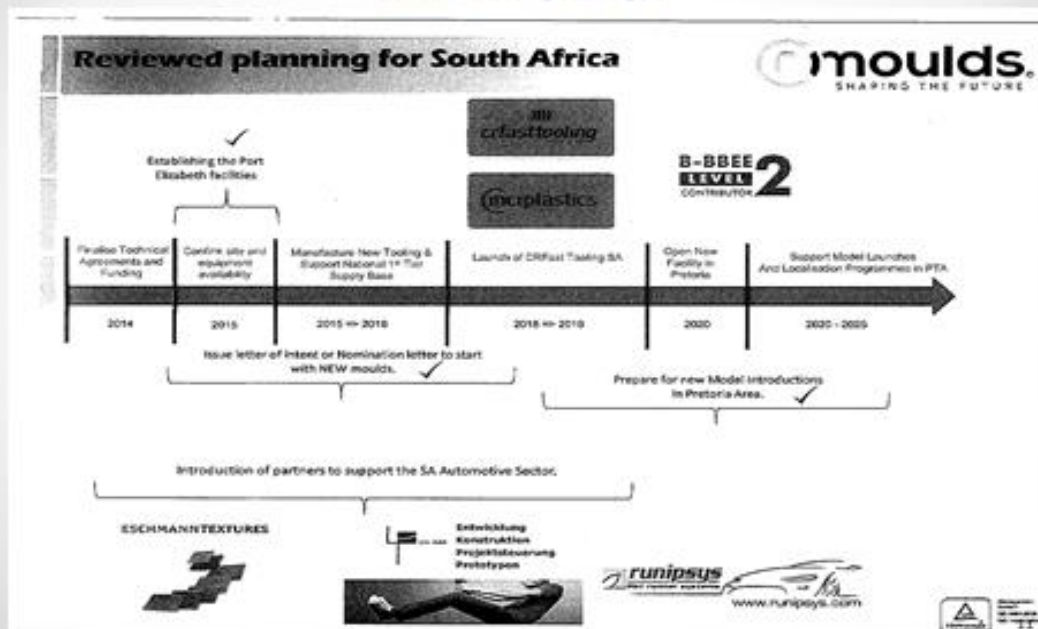 Reviewed planning for South Africa
moulds.
SHAPING THE FUTURE
crfasttooling
B-BBEE
LEVEL 2
CONTRIBUTOR
Establishing the Port
Elizabeth facilities
plastics
Finalise Technical
Agreements and
Funding
Confirm site and
equipment
availability
Manufacture New Tooling &
Support National 1st Tier
Supply Base
Launch of CRFast Tooling SA
Open New
Facility in
Pretoria
Support Model Launches
And Localisation Programmes in PTA
2014
2015
2015 => 2018
2018 => 2019
2020
2020 - 2025
Issue letter of intent or Nomination letter to start
with NEW moulds.
Prepare for new Model Introductions
In Pretoria Area.
Introduction of partners to support the SA Automotive Sector.
ESCHMANNTEXTURES
Entwicklung
Konstruktion
Projektsteuerung
Prototypen
runipsys
hot runner systems
www.runipsys.com